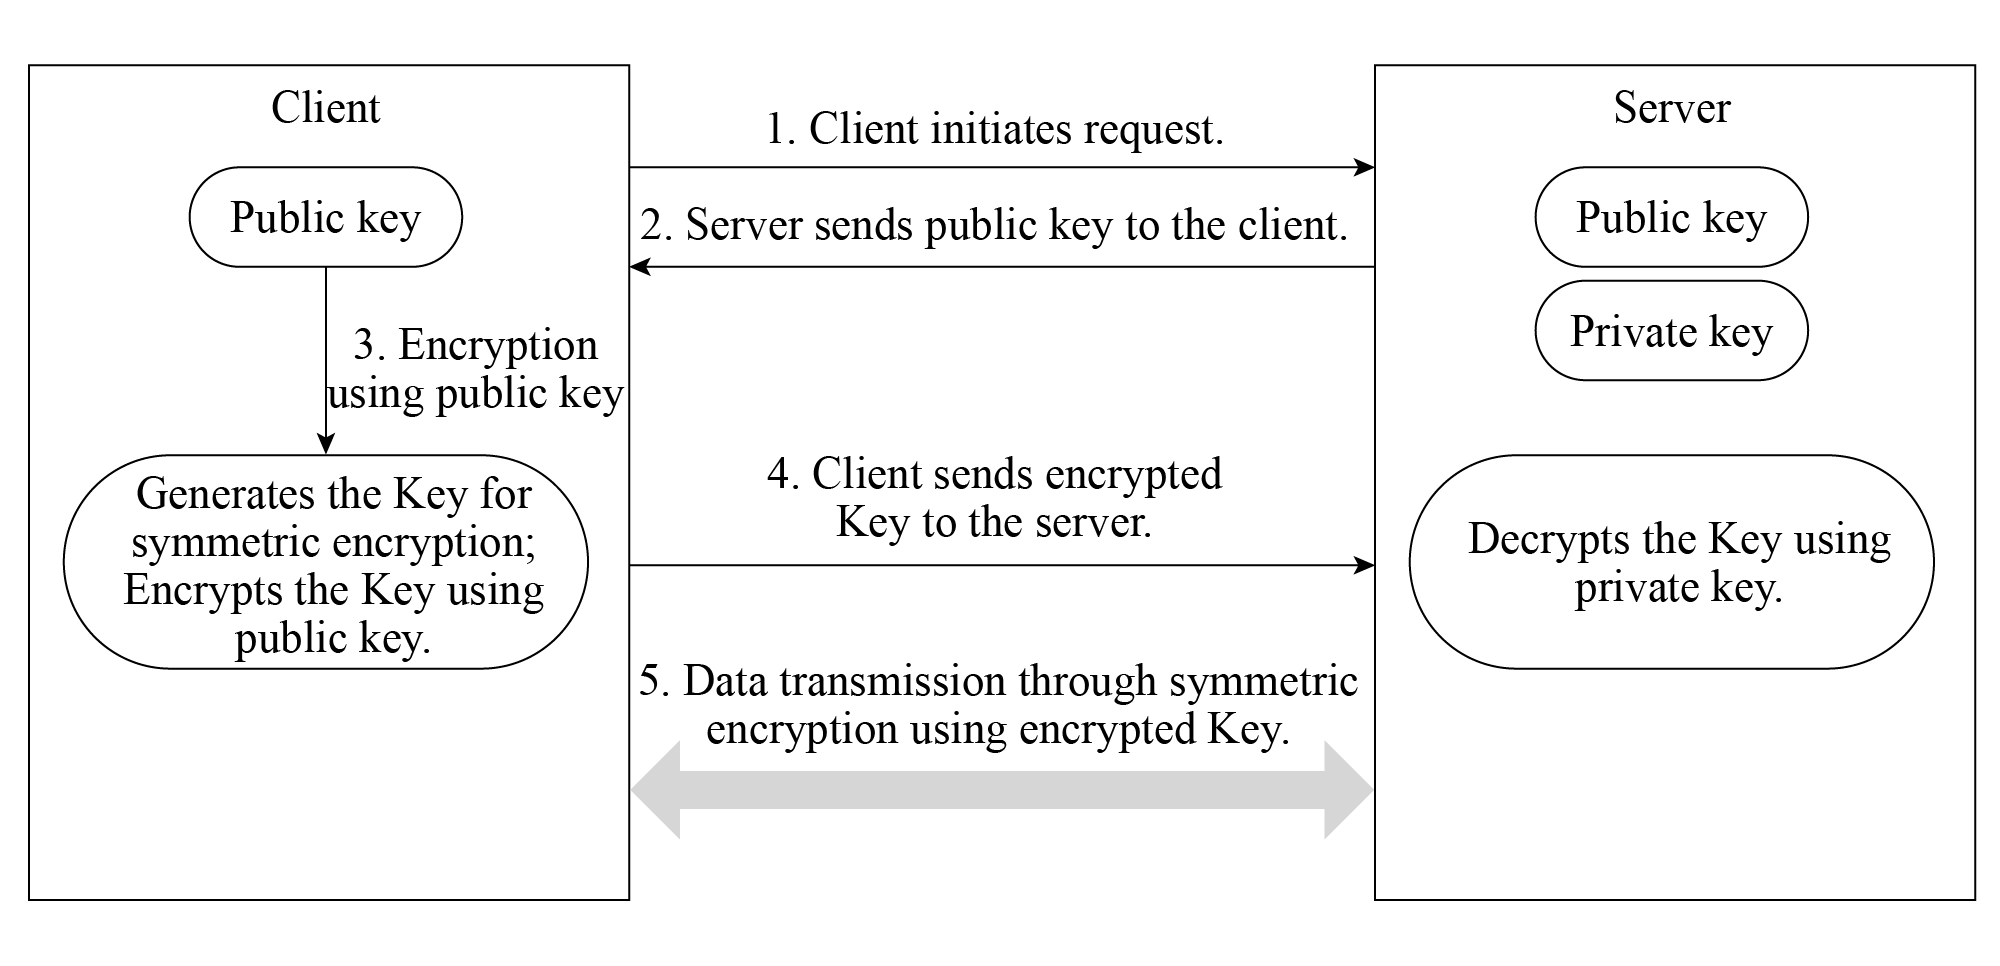 Client
Public key
3. Encryption
using public key
Generates the Key for
symmetric encryption;
Encrypts the Key using
public key.
1. Client initiates request.
2. Server sends public key to the client.
4. Client sends encrypted
Key to the server.
5. Data transmission through symmetric
encryption using encrypted Key.
Server
Public key
Private key
Decrypts the Key using
private key.